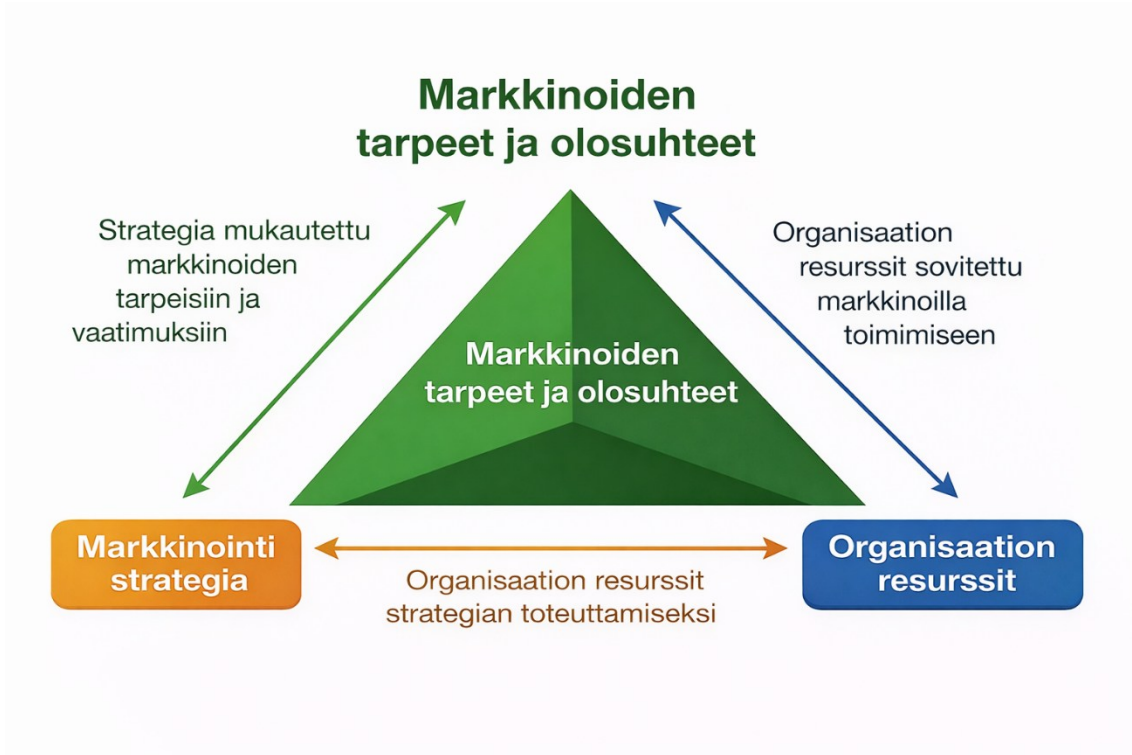 Markkinoiden
tarpeet ja olosuhteet
Strategia mukautettu
markkinoiden
tarpeisiin ja
vaatimuksiin
Organisaation
resurssit sovitettu
markkinoilla
toimimiseen
Markkinoiden
tarpeet ja olosuhteet
Markkinointi
strategia
Organisaation resurssit
strategian toteuttamiseksi
Organisaation
resurssit